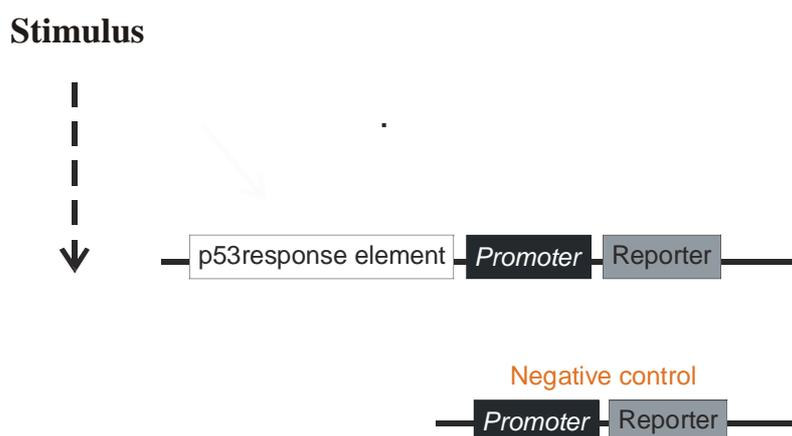 Stimulus
p53response element Promoter Reporter
Negative control
Promoter Reporter